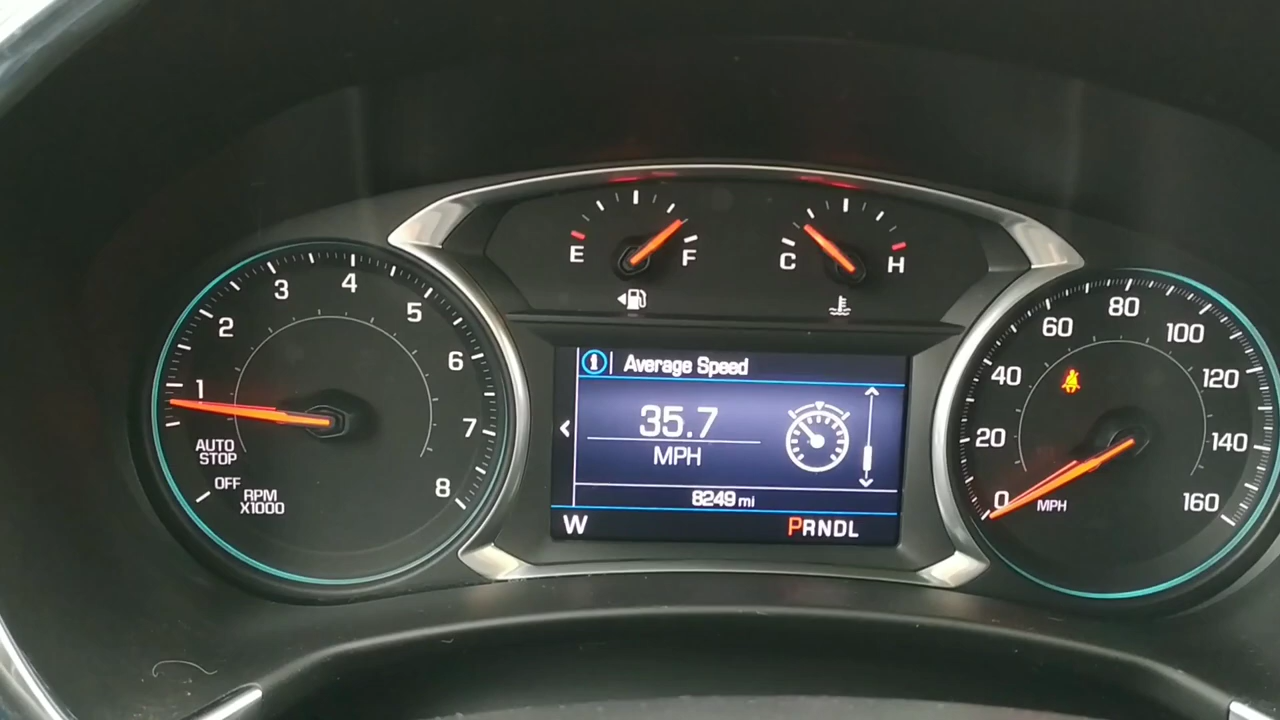 1
2
3
4
5
6
7
8
AUTO
STOP
OFF
RPM
X1000
E
F
C
H
Average Speed
35.7
MPH
8249 mi
W
PRNDL
0
20
40
60
80
100
120
140
160
MPH